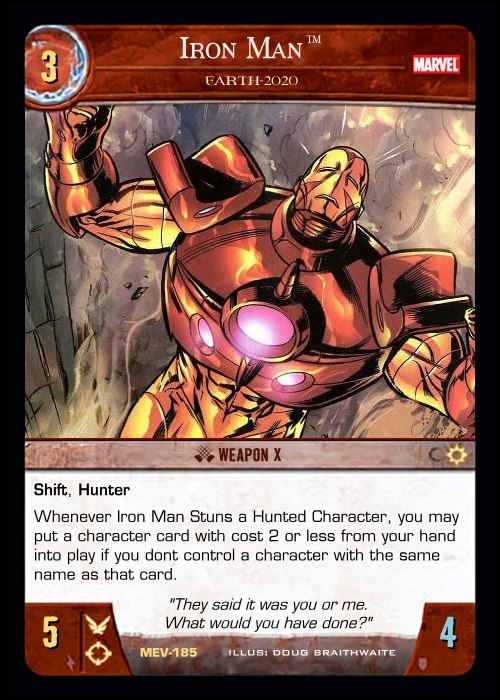 3
Iron Man™
EARTH-2020
MARVEL
WEAPON X
C
Shift, Hunter
Whenever Iron Man Stuns a Hunted Character, you may
put a character card with cost 2 or less from your hand
into play if you dont control a character with the same
name as that card.
"They said it was you or me.
What would you have done?"
5
4
MEV-185 ILLUS: DOUG BRAITHWAITE